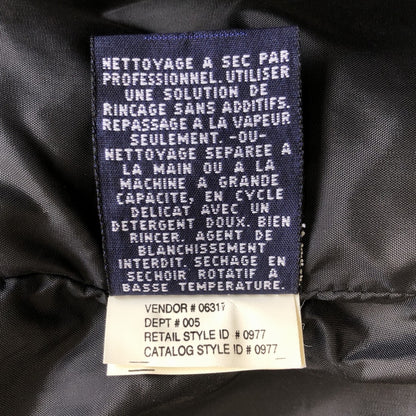 NETTOYAGE A SEC PAR
PROFESSIONNEL. UTILISER
UNE SOLUTION DE
RINCAGE SANS ADDITIFS.
REPASSAGE A LA VAPEUR
SEULEMENT. -OU-
NETTOYAGE SEPAREE A
LA MAIN OU A LA
MACHINE A GRANDE
CAPACITE, EN CYCLE
DELICAT AVEC UN
DETERGENT DOUX. BIEN
RINCER. AGENT DE
BLANCHISSEMENT
INTERDIT. SECHAGE EN
SECHOIR ROTATIF A
BASSE TEMPERATURE.
VENDOR # 06317
DEPT # 005
RETAIL STYLE ID # 0977
CATALOG STYLE ID # 0977